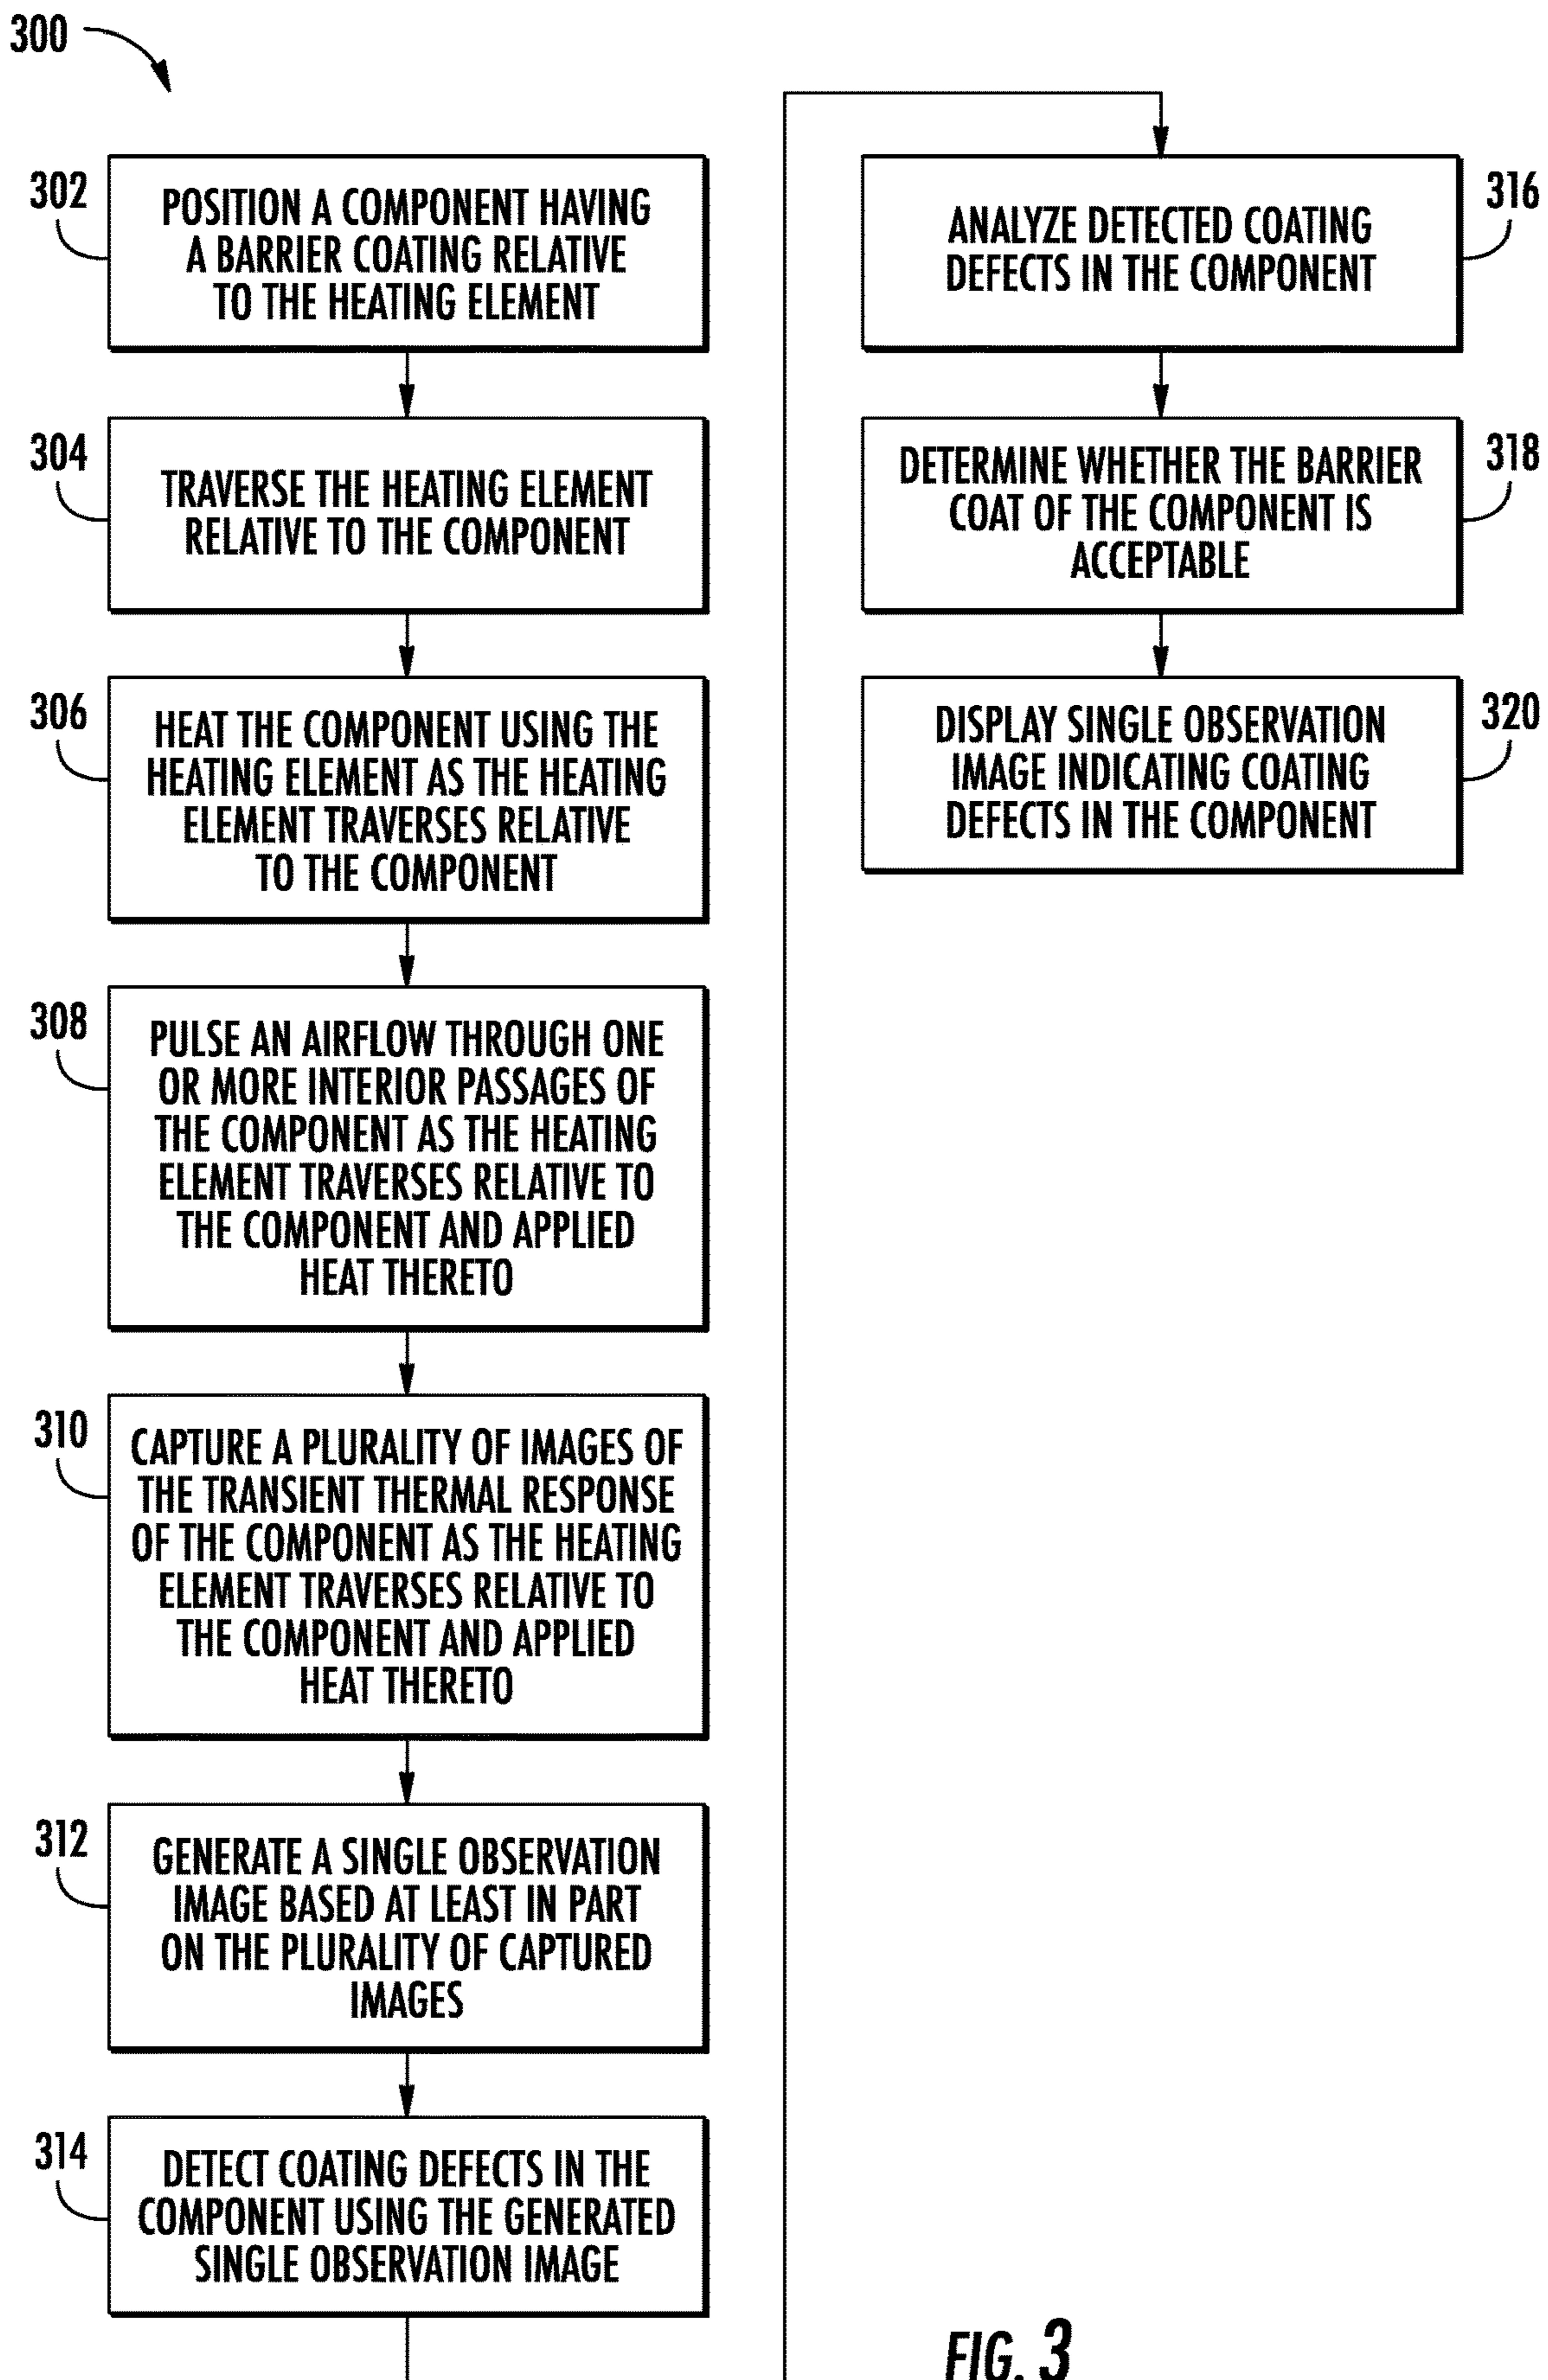 300
302
POSITION A COMPONENT HAVING
A BARRIER COATING RELATIVE
TO THE HEATING ELEMENT
304
TRAVERSE THE HEATING ELEMENT
RELATIVE TO THE COMPONENT
306
HEAT THE COMPONENT USING THE
HEATING ELEMENT AS THE HEATING
ELEMENT TRAVERSES RELATIVE
TO THE COMPONENT
308
PULSE AN AIRFLOW THROUGH ONE
OR MORE INTERIOR PASSAGES OF
THE COMPONENT AS THE HEATING
ELEMENT TRAVERSES RELATIVE TO
THE COMPONENT AND APPLIED
HEAT THERETO
310
CAPTURE A PLURALITY OF IMAGES OF
THE TRANSIENT THERMAL RESPONSE
OF THE COMPONENT AS THE HEATING
ELEMENT TRAVERSES RELATIVE TO
THE COMPONENT AND APPLIED
HEAT THERETO
312
GENERATE A SINGLE OBSERVATION
IMAGE BASED AT LEAST IN PART
ON THE PLURALITY OF CAPTURED
IMAGES
314
DETECT COATING DEFECTS IN THE
COMPONENT USING THE GENERATED
SINGLE OBSERVATION IMAGE
316
ANALYZE DETECTED COATING
DEFECTS IN THE COMPONENT
318
DETERMINE WHETHER THE BARRIER
COAT OF THE COMPONENT IS
ACCEPTABLE
320
DISPLAY SINGLE OBSERVATION
IMAGE INDICATING COATING
DEFECTS IN THE COMPONENT
FIG. 3